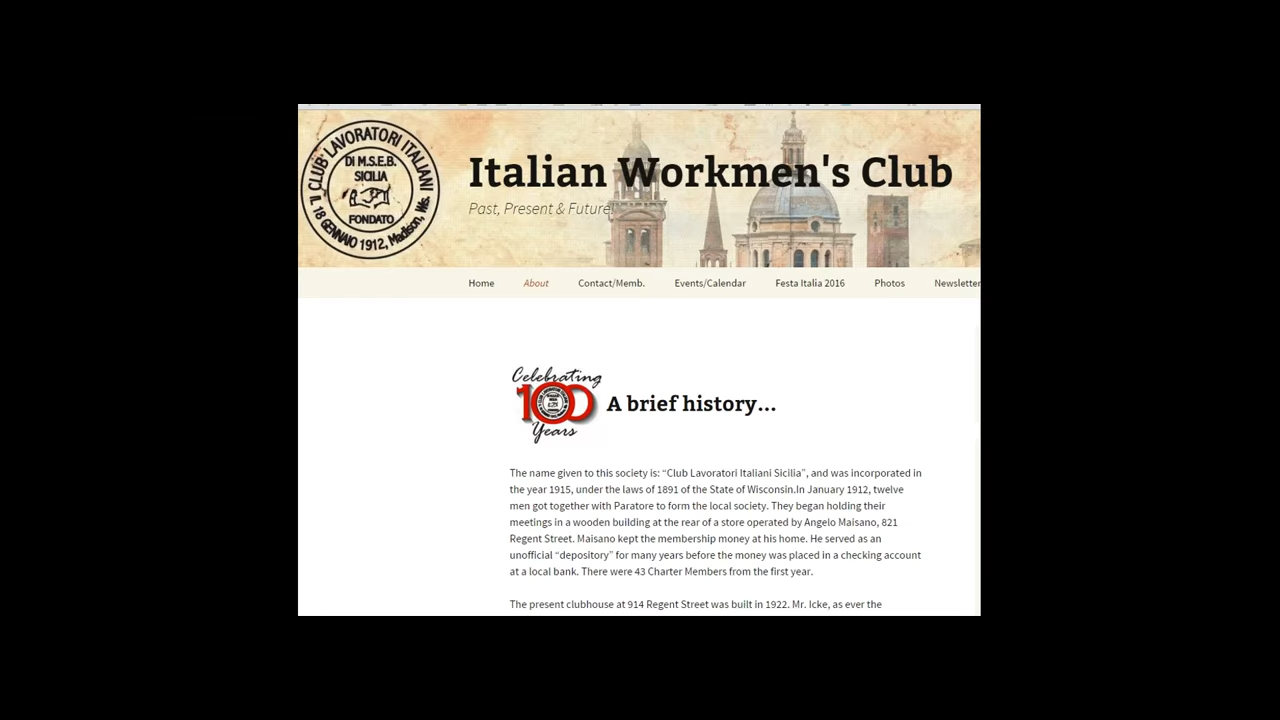 IL CLUB LAVORATORI ITALIANI
Di M.S.E.B.
SICILIA
FONDATO
18 GENNAIO 1912, Madison, Wis.
Italian Workmen's Club
Past, Present & Future!
Home About Contact/Memb. Events/Calendar Festa Italia 2016 Photos Newsletter
Celebrating
100
Years
A brief history...
The name given to this society is: “Club Lavoratori Italiani Sicilia”, and was incorporated in
the year 1915, under the laws of 1891 of the State of Wisconsin.In January 1912, twelve
men got together with Paratore to form the local society. They began holding their
meetings in a wooden building at the rear of a store operated by Angelo Maisano, 821
Regent Street. Maisano kept the membership money at his home. He served as an
unofficial “depository” for many years before the money was placed in a checking account
at a local bank. There were 43 Charter Members from the first year.
The present clubhouse at 914 Regent Street was built in 1922. Mr. Icke, as ever the